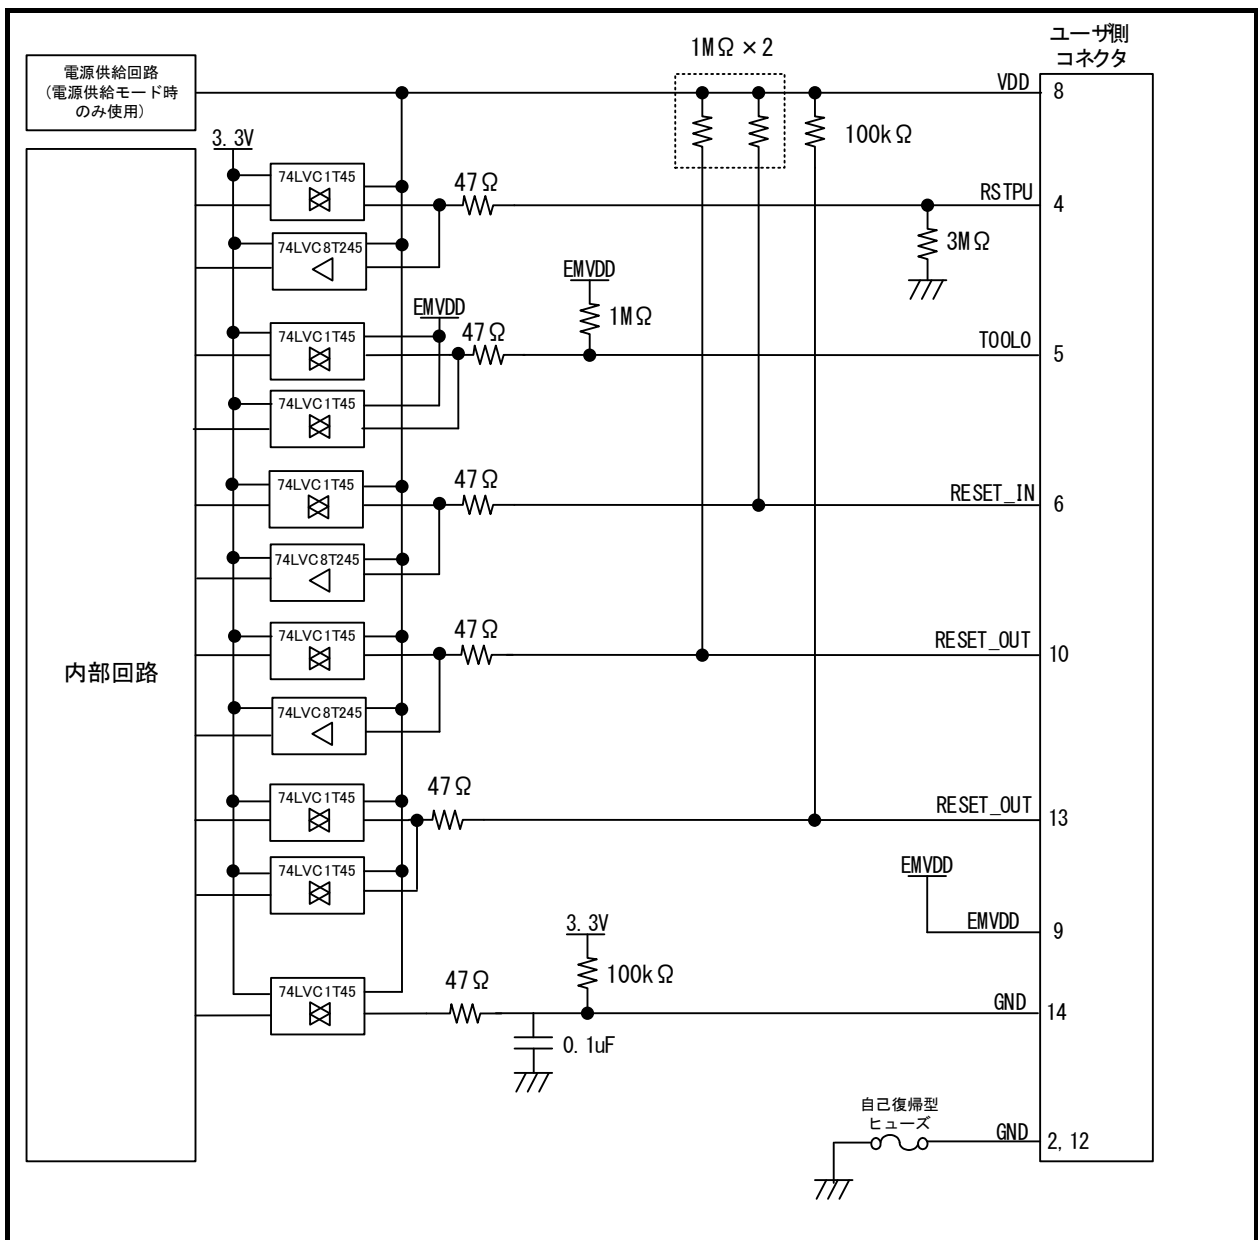 ユーザ側
コネクタ
1MΩ×2
電源供給回路
(電源供給モード時
のみ使用)
VDD
8
3.3V
100kΩ
74LVC1T45
47Ω
RSTPU
4
74LVC8T245
3MΩ
EMVDD
EMVDD
1MΩ
74LVC1T45
47Ω
TOOL0
5
74LVC1T45
74LVC1T45
47Ω
RESET_IN
6
74LVC8T245
74LVC1T45
47Ω
RESET_OUT
10
内部回路
74LVC8T245
74LVC1T45
47Ω
RESET_OUT
13
74LVC1T45
EMVDD
EMVDD
9
3.3V
100kΩ
74LVC1T45
47Ω
GND
14
0.1uF
自己復帰型
ヒューズ
GND
2,12